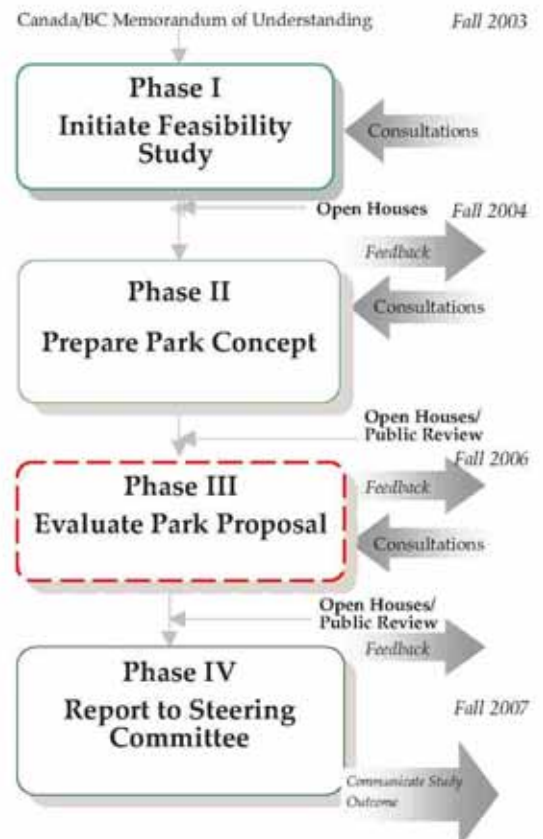 Canada/BC Memorandum of Understanding
Fall 2003
Phase I
Initiate Feasibility
Study
Consultations
Open Houses
Fall 2004
Feedback
Phase II
Consultations
Prepare Park Concept
Open Houses/
Public Review
Fall 2006
Phase III
Feedback
Evaluate Park Proposal
Consultations
Open Houses/
Public Review
Feedback
Phase IV
Report to Steering
Committee
Fall 2007
Communicate Study
Outcome